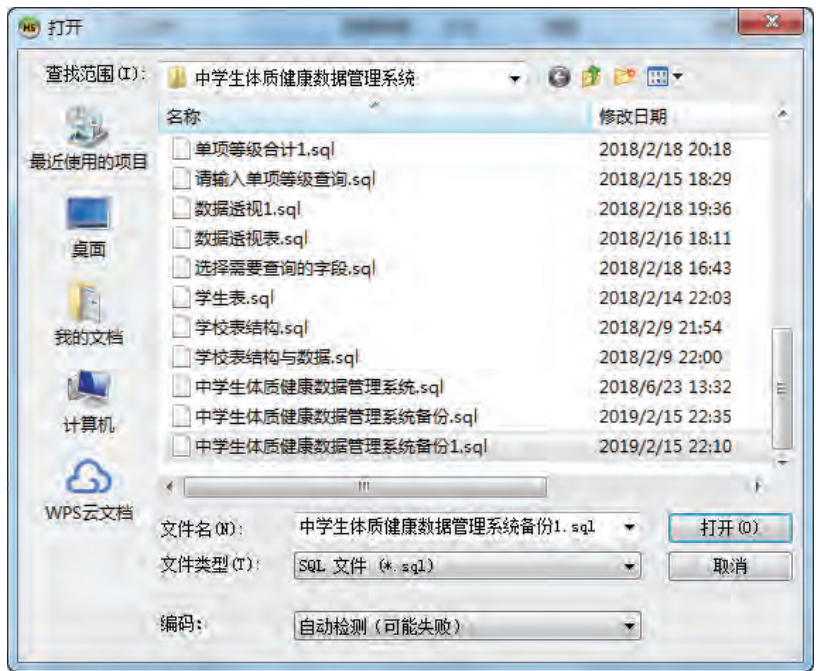 HS 打开
查找范围(I): 中学生体质健康数据管理系统
名称 修改日期
单项等级合计1.sql 2018/2/18 20:18
请输入单项等级查询.sql 2018/2/15 18:29
数据透视1.sql 2018/2/18 19:36
数据透视表.sql 2018/2/16 18:11
选择需要查询的字段.sql 2018/2/18 16:43
学生表.sql 2018/2/14 22:03
学校表结构.sql 2018/2/9 21:54
学校表结构与数据.sql 2018/2/9 22:00
中学生体质健康数据管理系统.sql 2018/6/23 13:32
中学生体质健康数据管理系统备份.sql 2019/2/15 22:35
中学生体质健康数据管理系统备份1.sql 2019/2/15 22:10
最近使用的项目
桌面
我的文档
计算机
WPS云文档
文件名(N): 中学生体质健康数据管理系统备份1.sql 打开(O)
文件类型(T): SQL 文件 (*.sql) 取消
编码: 自动检测（可能失败）